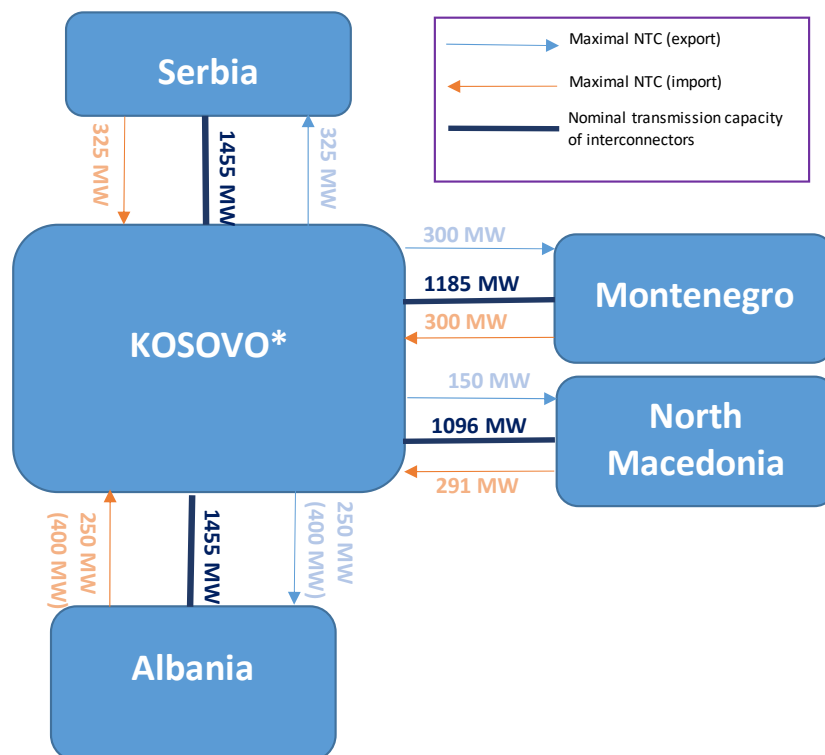 Serbia
Maximal NTC (export)
Maximal NTC (import)
Nominal transmission capacity
of interconnectors
325 MW
1455 MW
325 MW
KOSOVO*
300 MW
1185 MW
300 MW
Montenegro
150 MW
1096 MW
291 MW
North
Macedonia
250 MW
(400 MW)
1455 MW
250 MW
(400 MW)
Albania